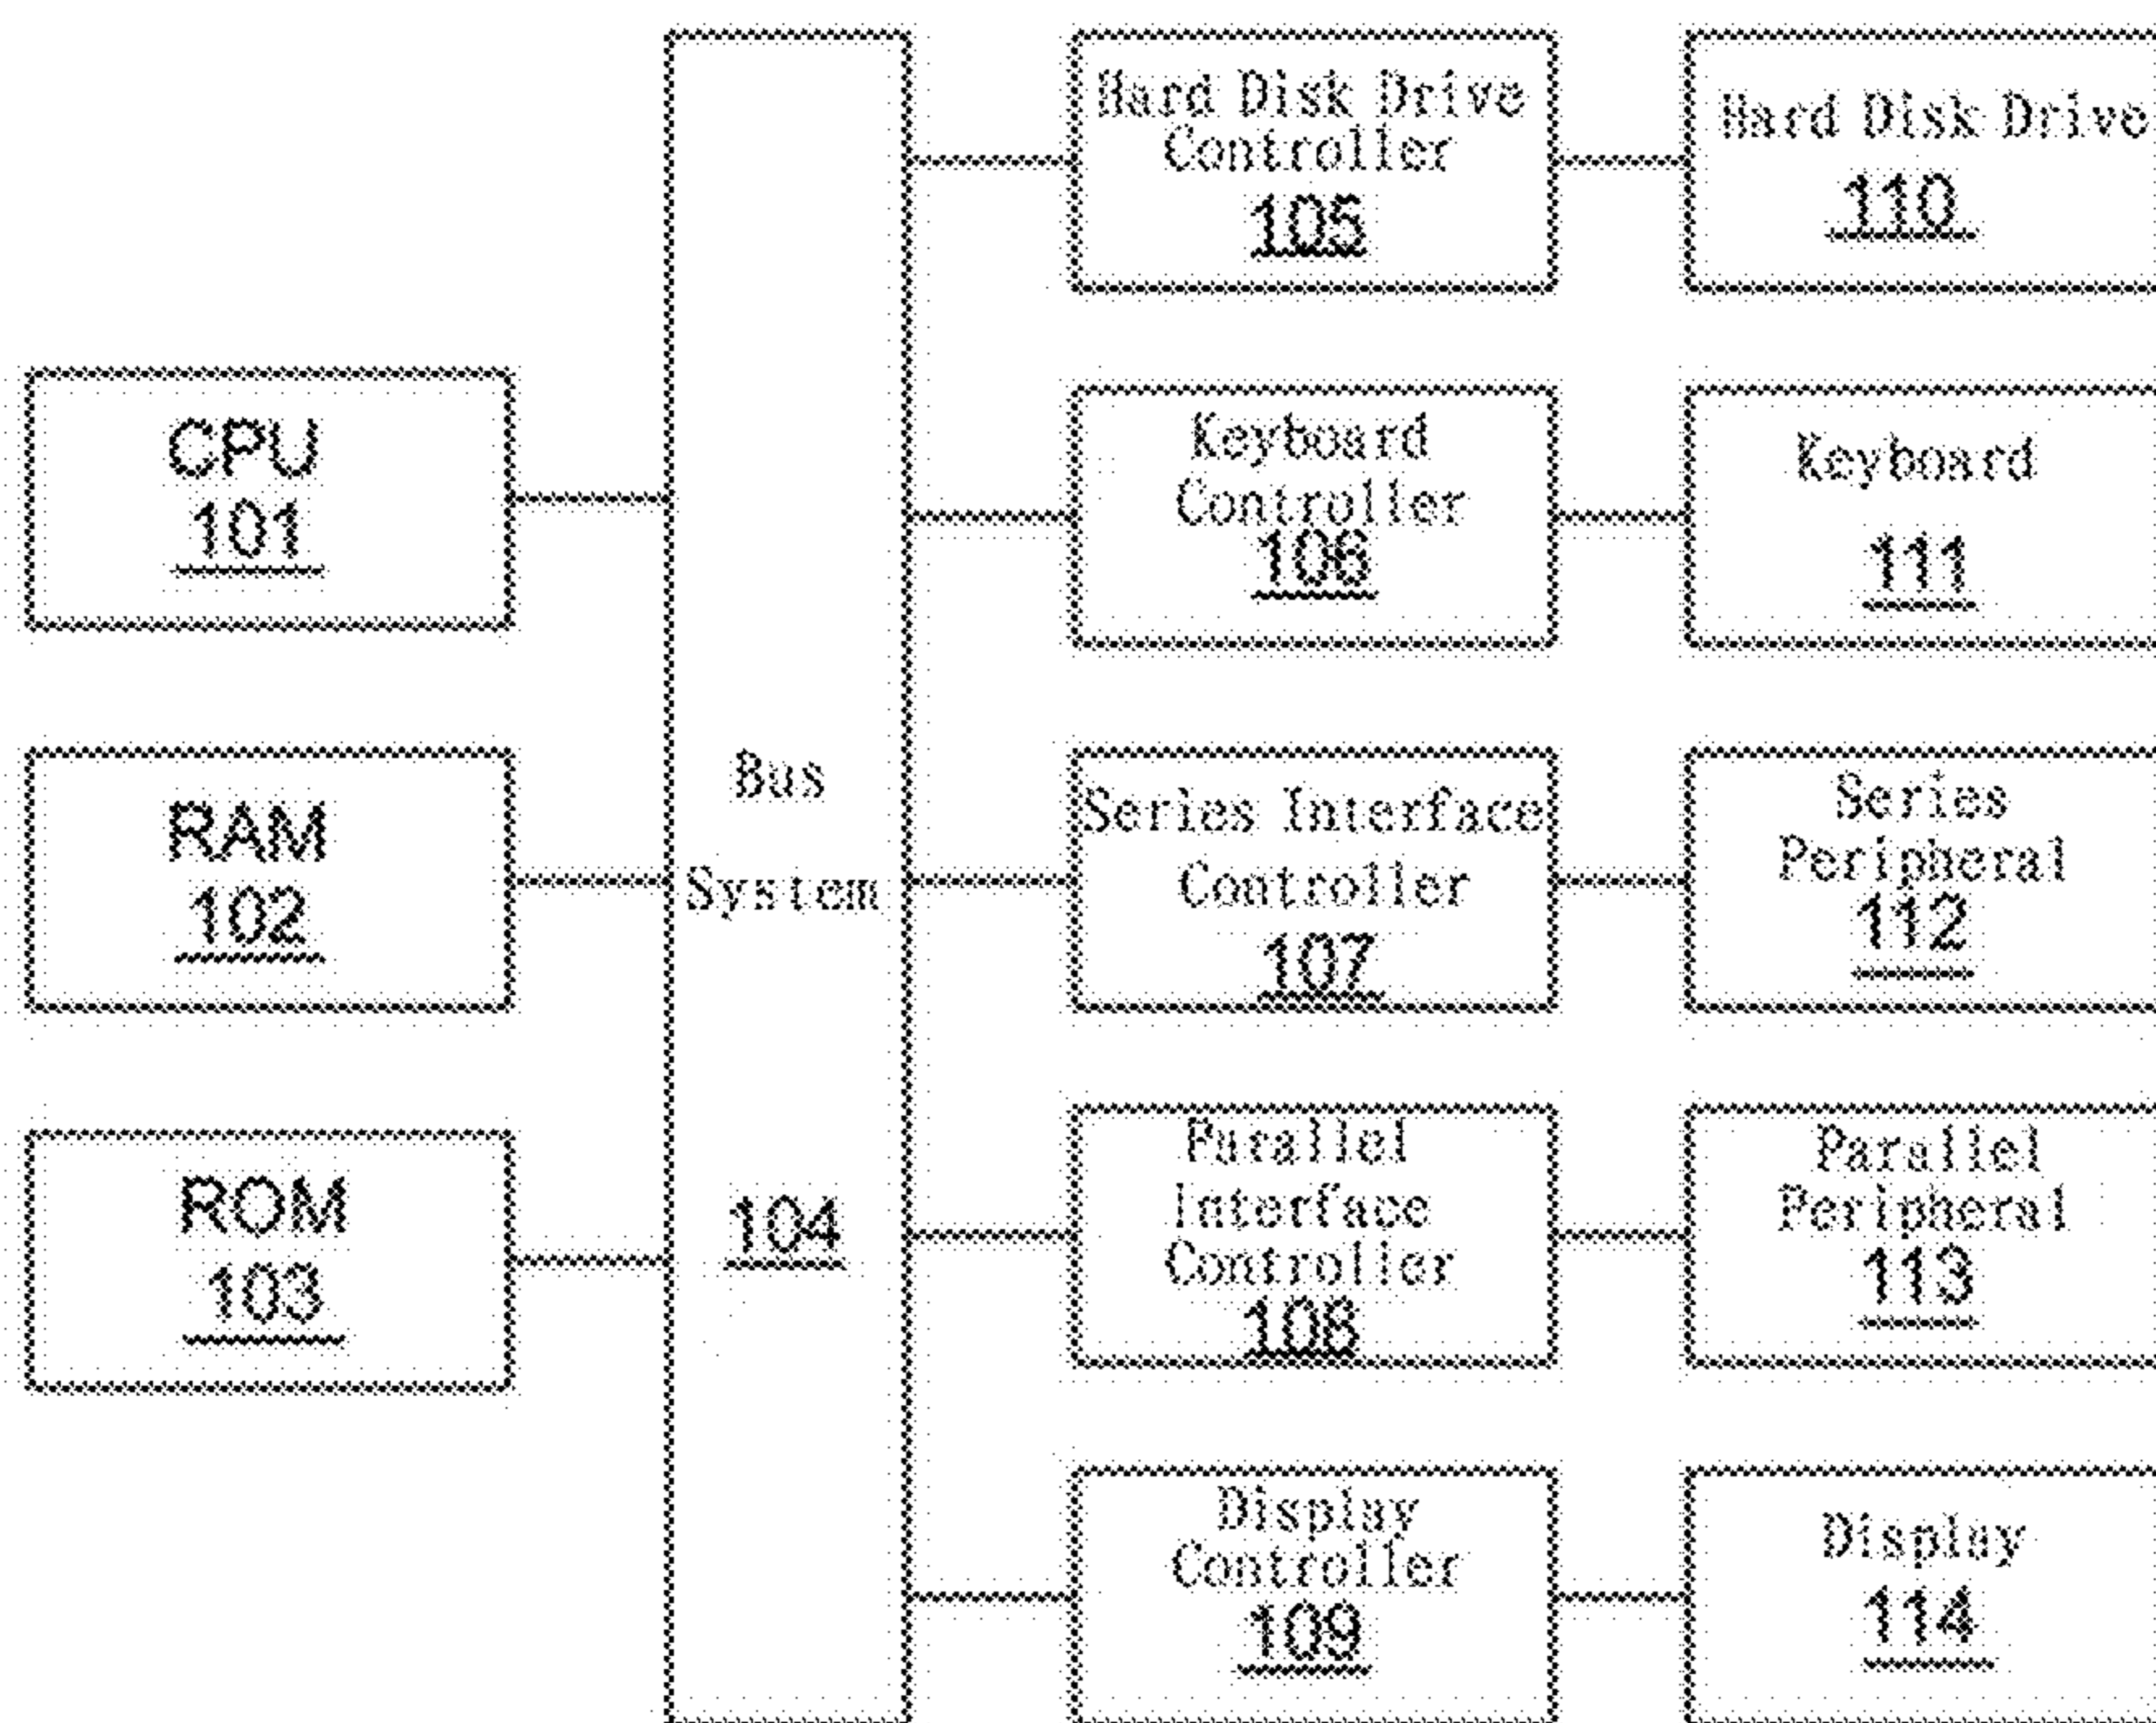 CPU
101
RAM
102
ROM
103
Bus
System
104
Hard Disk Drive
Controller
105
Keyboard
Controller
106
Series Interface
Controller
107
Parallel
Interface
Controller
108
Display
Controller
109
Hard Disk Drive
110
Keyboard
111
Series
Peripheral
112
Parallel
Peripheral
113
Display
114